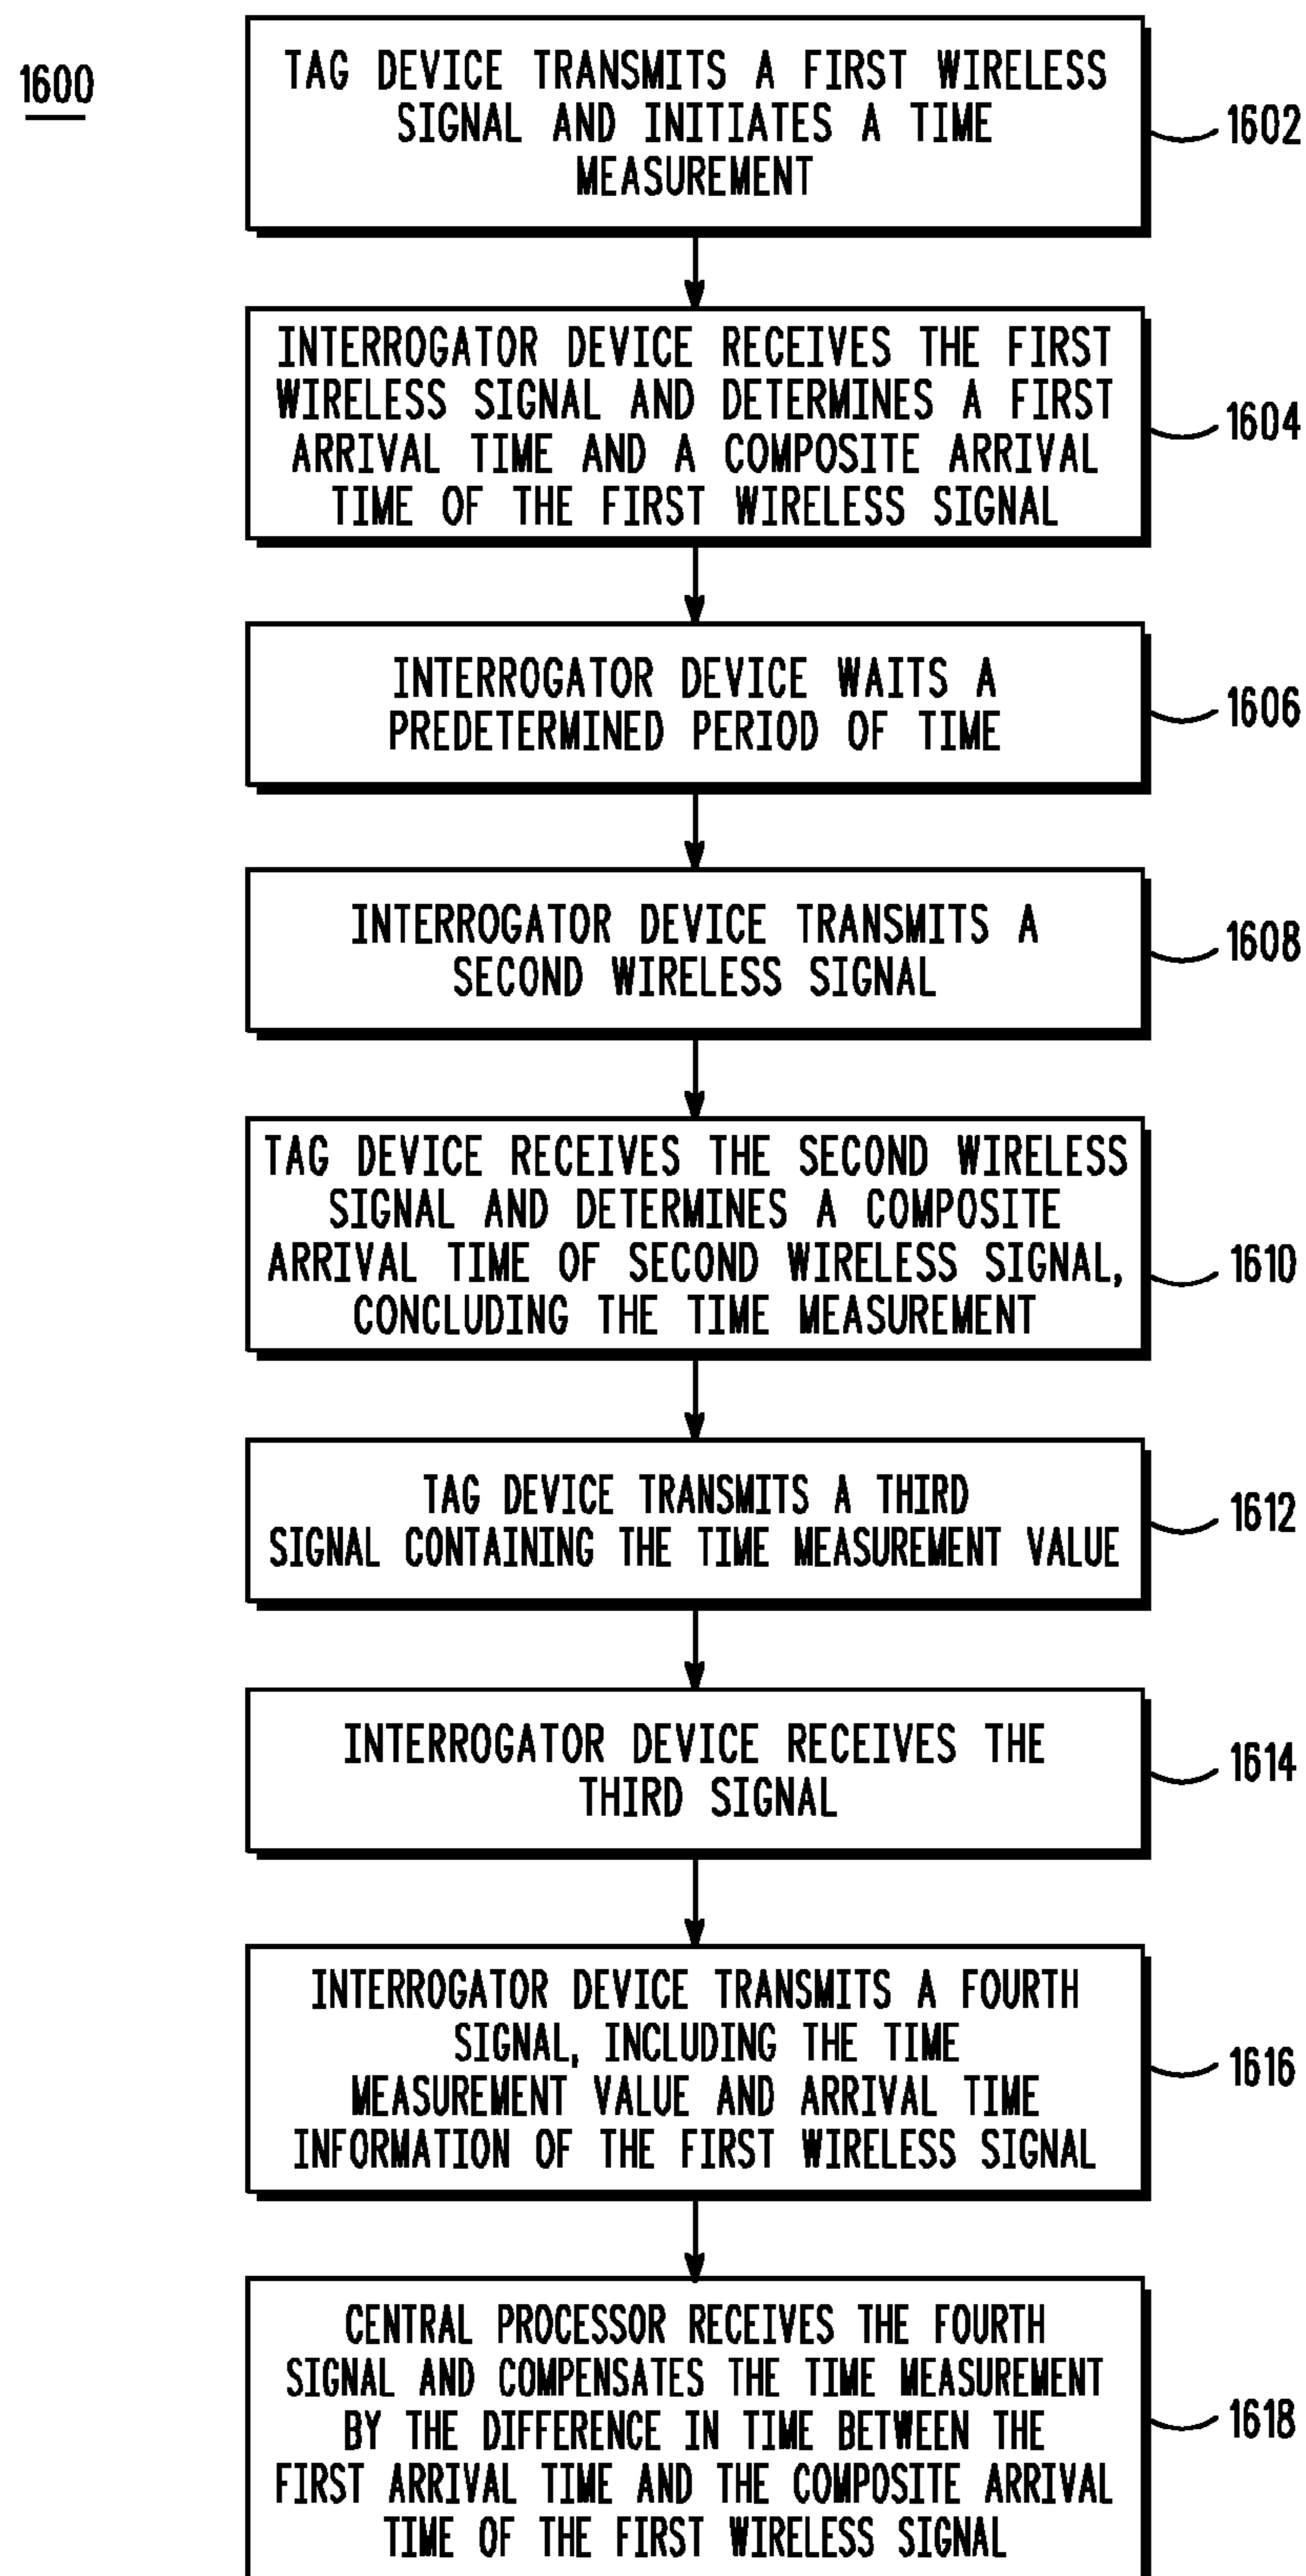 1600
TAG DEVICE TRANSMITS A FIRST WIRELESS
SIGNAL AND INITIATES A TIME
MEASUREMENT
1602
INTERROGATOR DEVICE RECEIVES THE FIRST
WIRELESS SIGNAL AND DETERMINES A FIRST
ARRIVAL TIME AND A COMPOSITE ARRIVAL
TIME OF THE FIRST WIRELESS SIGNAL
1604
INTERROGATOR DEVICE WAITS A
PREDETERMINED PERIOD OF TIME
1606
INTERROGATOR DEVICE TRANSMITS A
SECOND WIRELESS SIGNAL
1608
TAG DEVICE RECEIVES THE SECOND WIRELESS
SIGNAL AND DETERMINES A COMPOSITE
ARRIVAL TIME OF SECOND WIRELESS SIGNAL,
CONCLUDING THE TIME MEASUREMENT
1610
TAG DEVICE TRANSMITS A THIRD
SIGNAL CONTAINING THE TIME MEASUREMENT VALUE
1612
INTERROGATOR DEVICE RECEIVES THE
THIRD SIGNAL
1614
INTERROGATOR DEVICE TRANSMITS A FOURTH
SIGNAL, INCLUDING THE TIME
MEASUREMENT VALUE AND ARRIVAL TIME
INFORMATION OF THE FIRST WIRELESS SIGNAL
1616
CENTRAL PROCESSOR RECEIVES THE FOURTH
SIGNAL AND COMPENSATES THE TIME MEASUREMENT
BY THE DIFFERENCE IN TIME BETWEEN THE
FIRST ARRIVAL TIME AND THE COMPOSITE ARRIVAL
TIME OF THE FIRST WIRELESS SIGNAL
1618